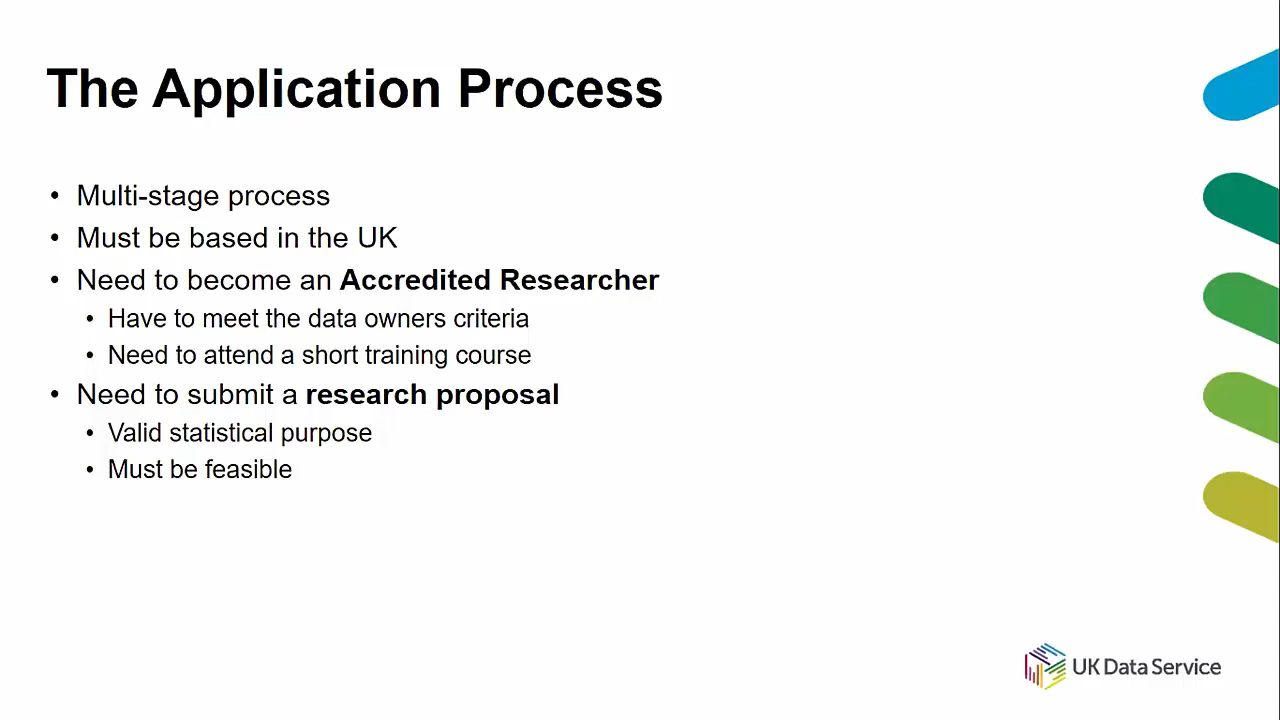 The Application Process
• Multi-stage process
• Must be based in the UK
• Need to become an Accredited Researcher
• Have to meet the data owners criteria
• Need to attend a short training course
• Need to submit a research proposal
• Valid statistical purpose
• Must be feasible
UK Data Service